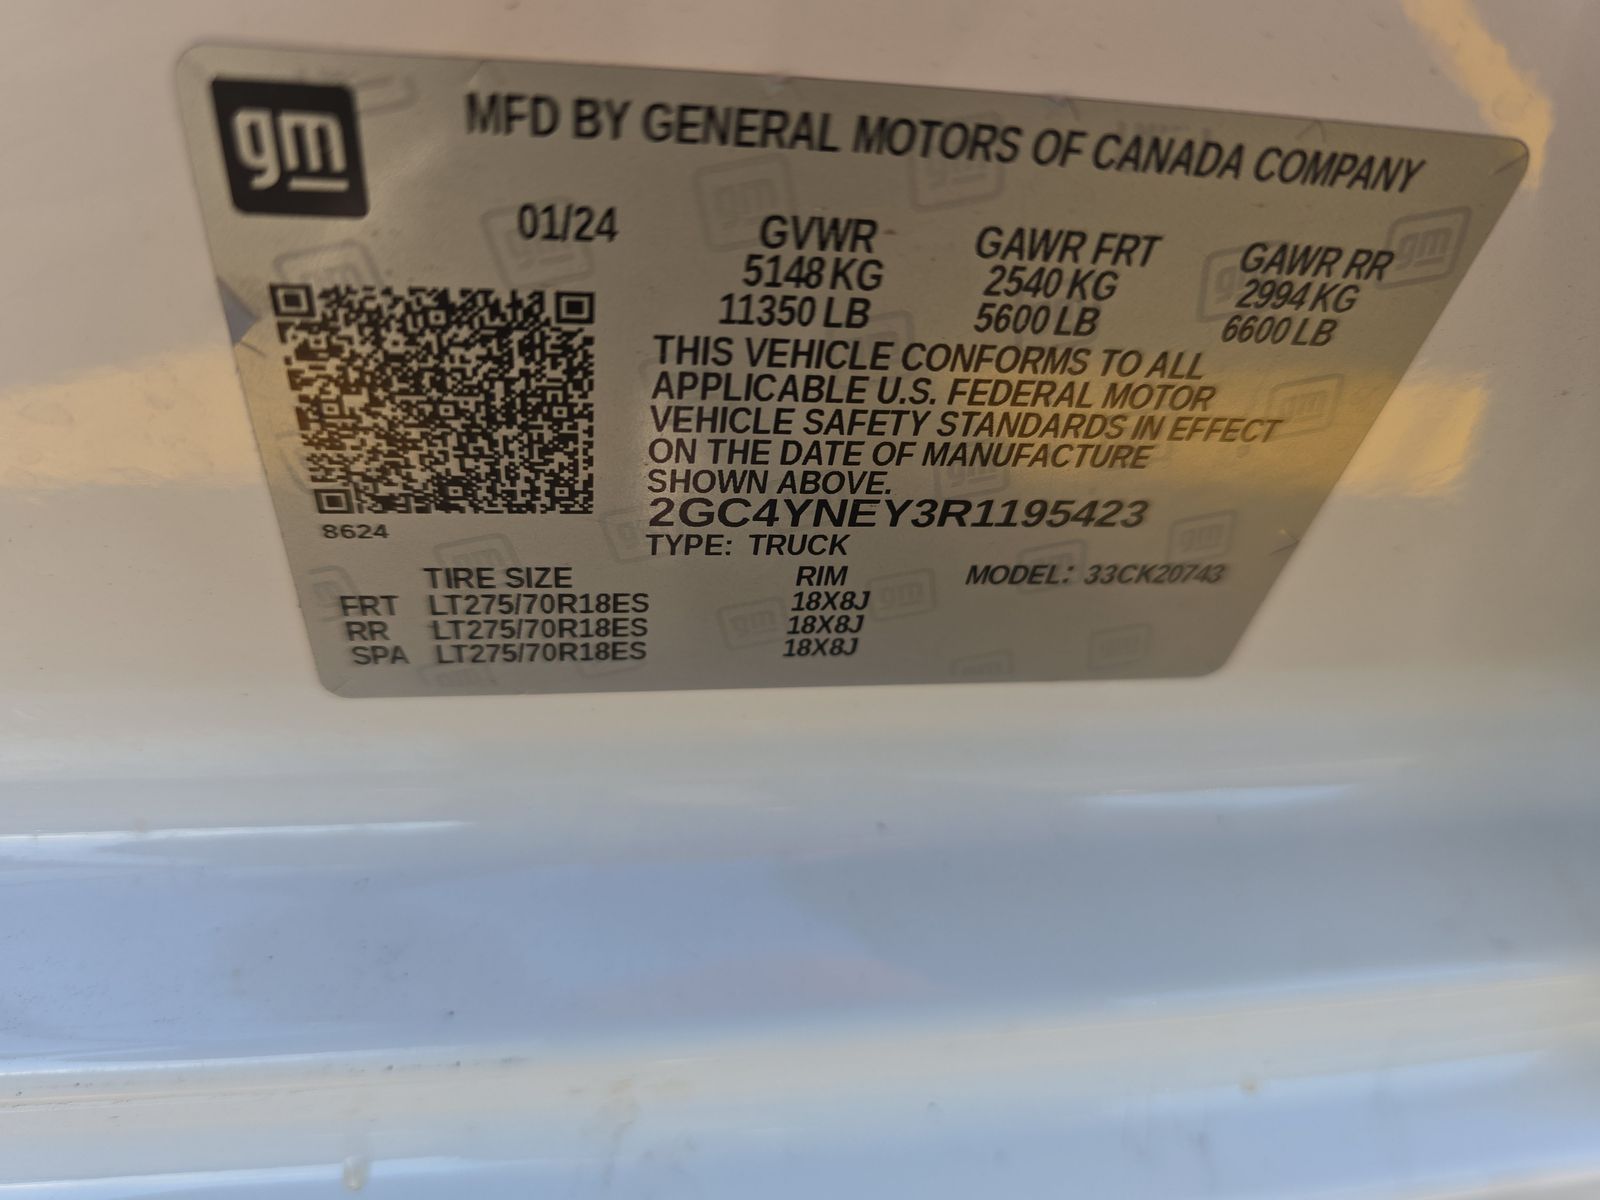 gm
MFD BY GENERAL MOTORS OF CANADA COMPANY
01/24 GVWR GAWR FRT GAWR RR
5148 KG 2540 KG 2994 KG
11350 LB 5600 LB 6600 LB
THIS VEHICLE CONFORMS TO ALL
APPLICABLE U.S. FEDERAL MOTOR
VEHICLE SAFETY STANDARDS IN EFFECT
ON THE DATE OF MANUFACTURE
SHOWN ABOVE.
2GC4YNEY3R1195423
8624
TYPE: TRUCK
TIRE SIZE RIM MODEL: 33CK20743
FRT LT275/70R18ES 18X8J
RR LT275/70R18ES 18X8J
SPA LT275/70R18ES 18X8J